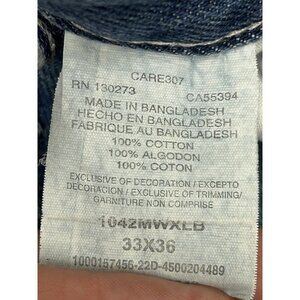 CARE307
RN 130273 CA55394
MADE IN BANGLADESH
HECHO EN BANGLADESH
FABRIQUE AU BANGLADESH
100% COTTON
100% ALGODON
100% COTON
EXCLUSIVE OF DECORATION / EXCEPTO
DECORACION / EXCLUSIVE OF TRIMMING/
GARNITURE NON COMPRISE
1042MWXLB
33X36
1000167456-22D-4500204489